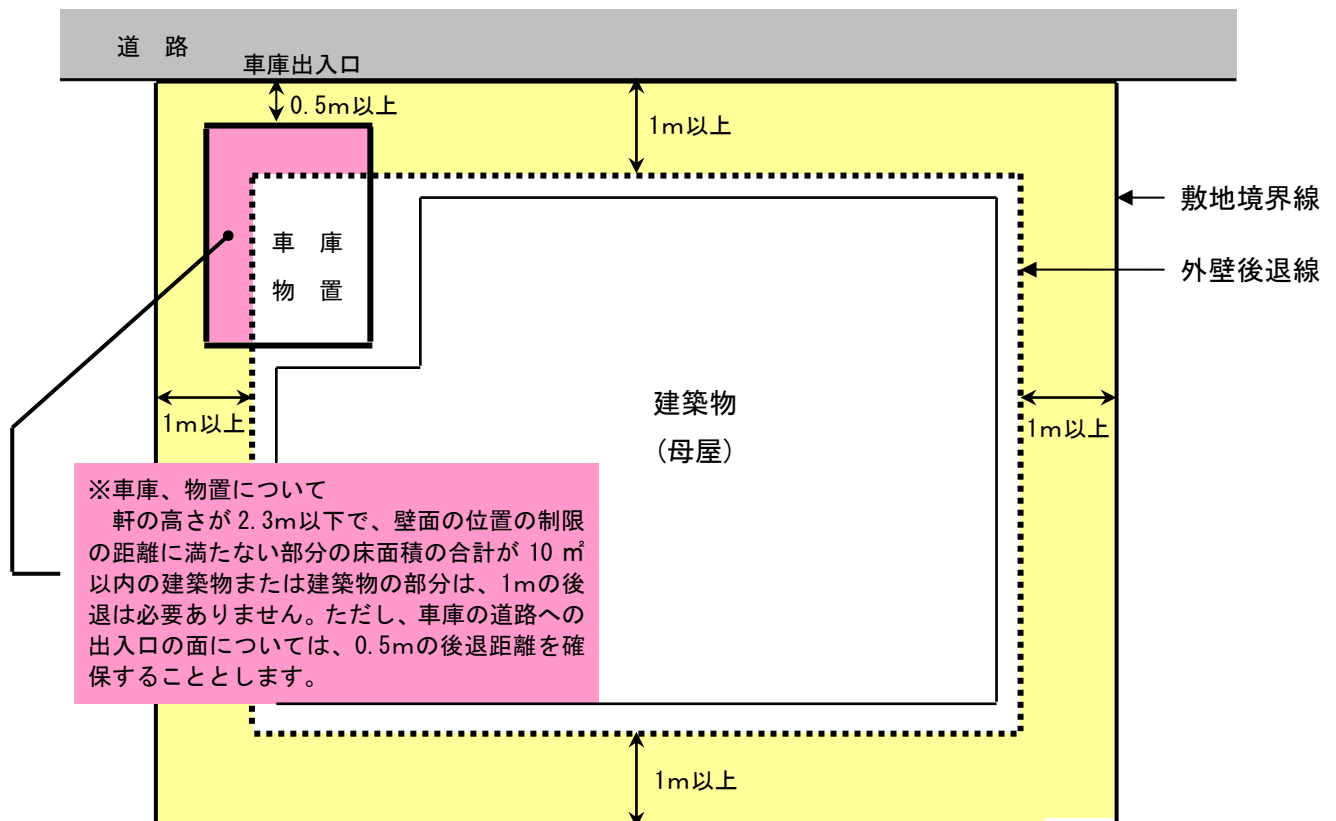 道 路
車庫出入口
0.5m以上
1m以上
敷地境界線
外壁後退線
車 庫
物 置
建築物
(母屋)
1m以上
1m以上
※車庫、物置について
軒の高さが 2.3m以下で、壁面の位置の制限
の距離に満たない部分の床面積の合計が 10 ㎡
以内の建築物または建築物の部分は、1mの後
退は必要ありません。ただし、車庫の道路への
出入口の面については、0.5mの後退距離を確
保することとします。
1m以上